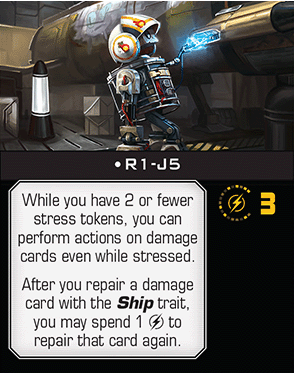 •R1-J5
While you have 2 or fewer
stress tokens, you can
perform actions on damage
cards even while stressed.
After you repair a damage
card with the Ship trait,
you may spend 1 to
repair that card again.
3